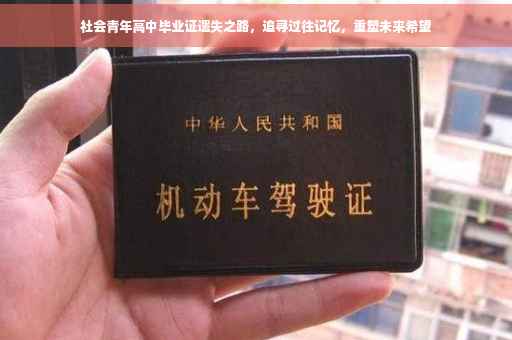 社会青年高中毕业证遗失之路，追寻过往记忆，重塑未来希望
中华人民共和国
机动车驾驶证